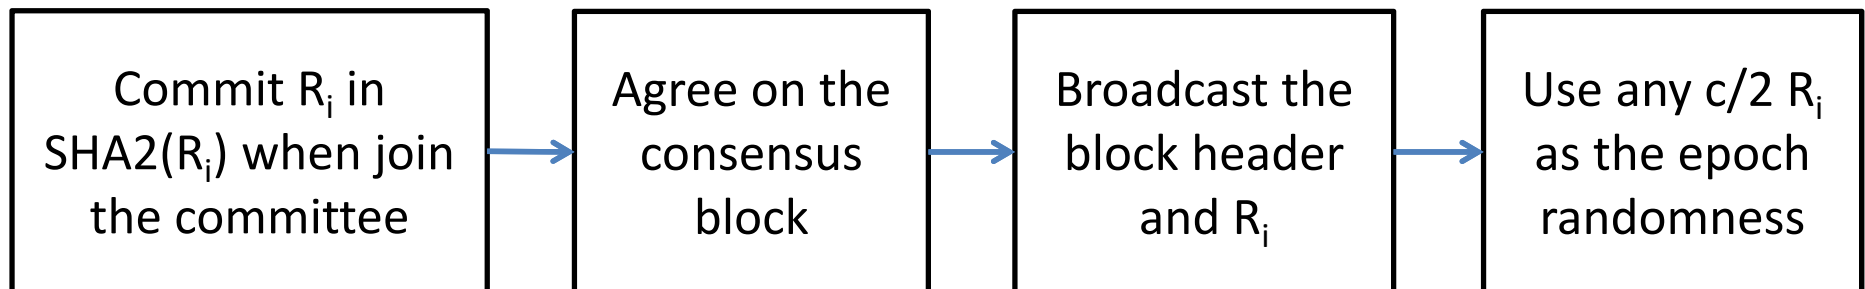 Commit Rᵢ in
SHA2(Rᵢ) when join
the committee
Agree on the
consensus
block
Broadcast the
block header
and Rᵢ
Use any c/2 Rᵢ
as the epoch
randomness